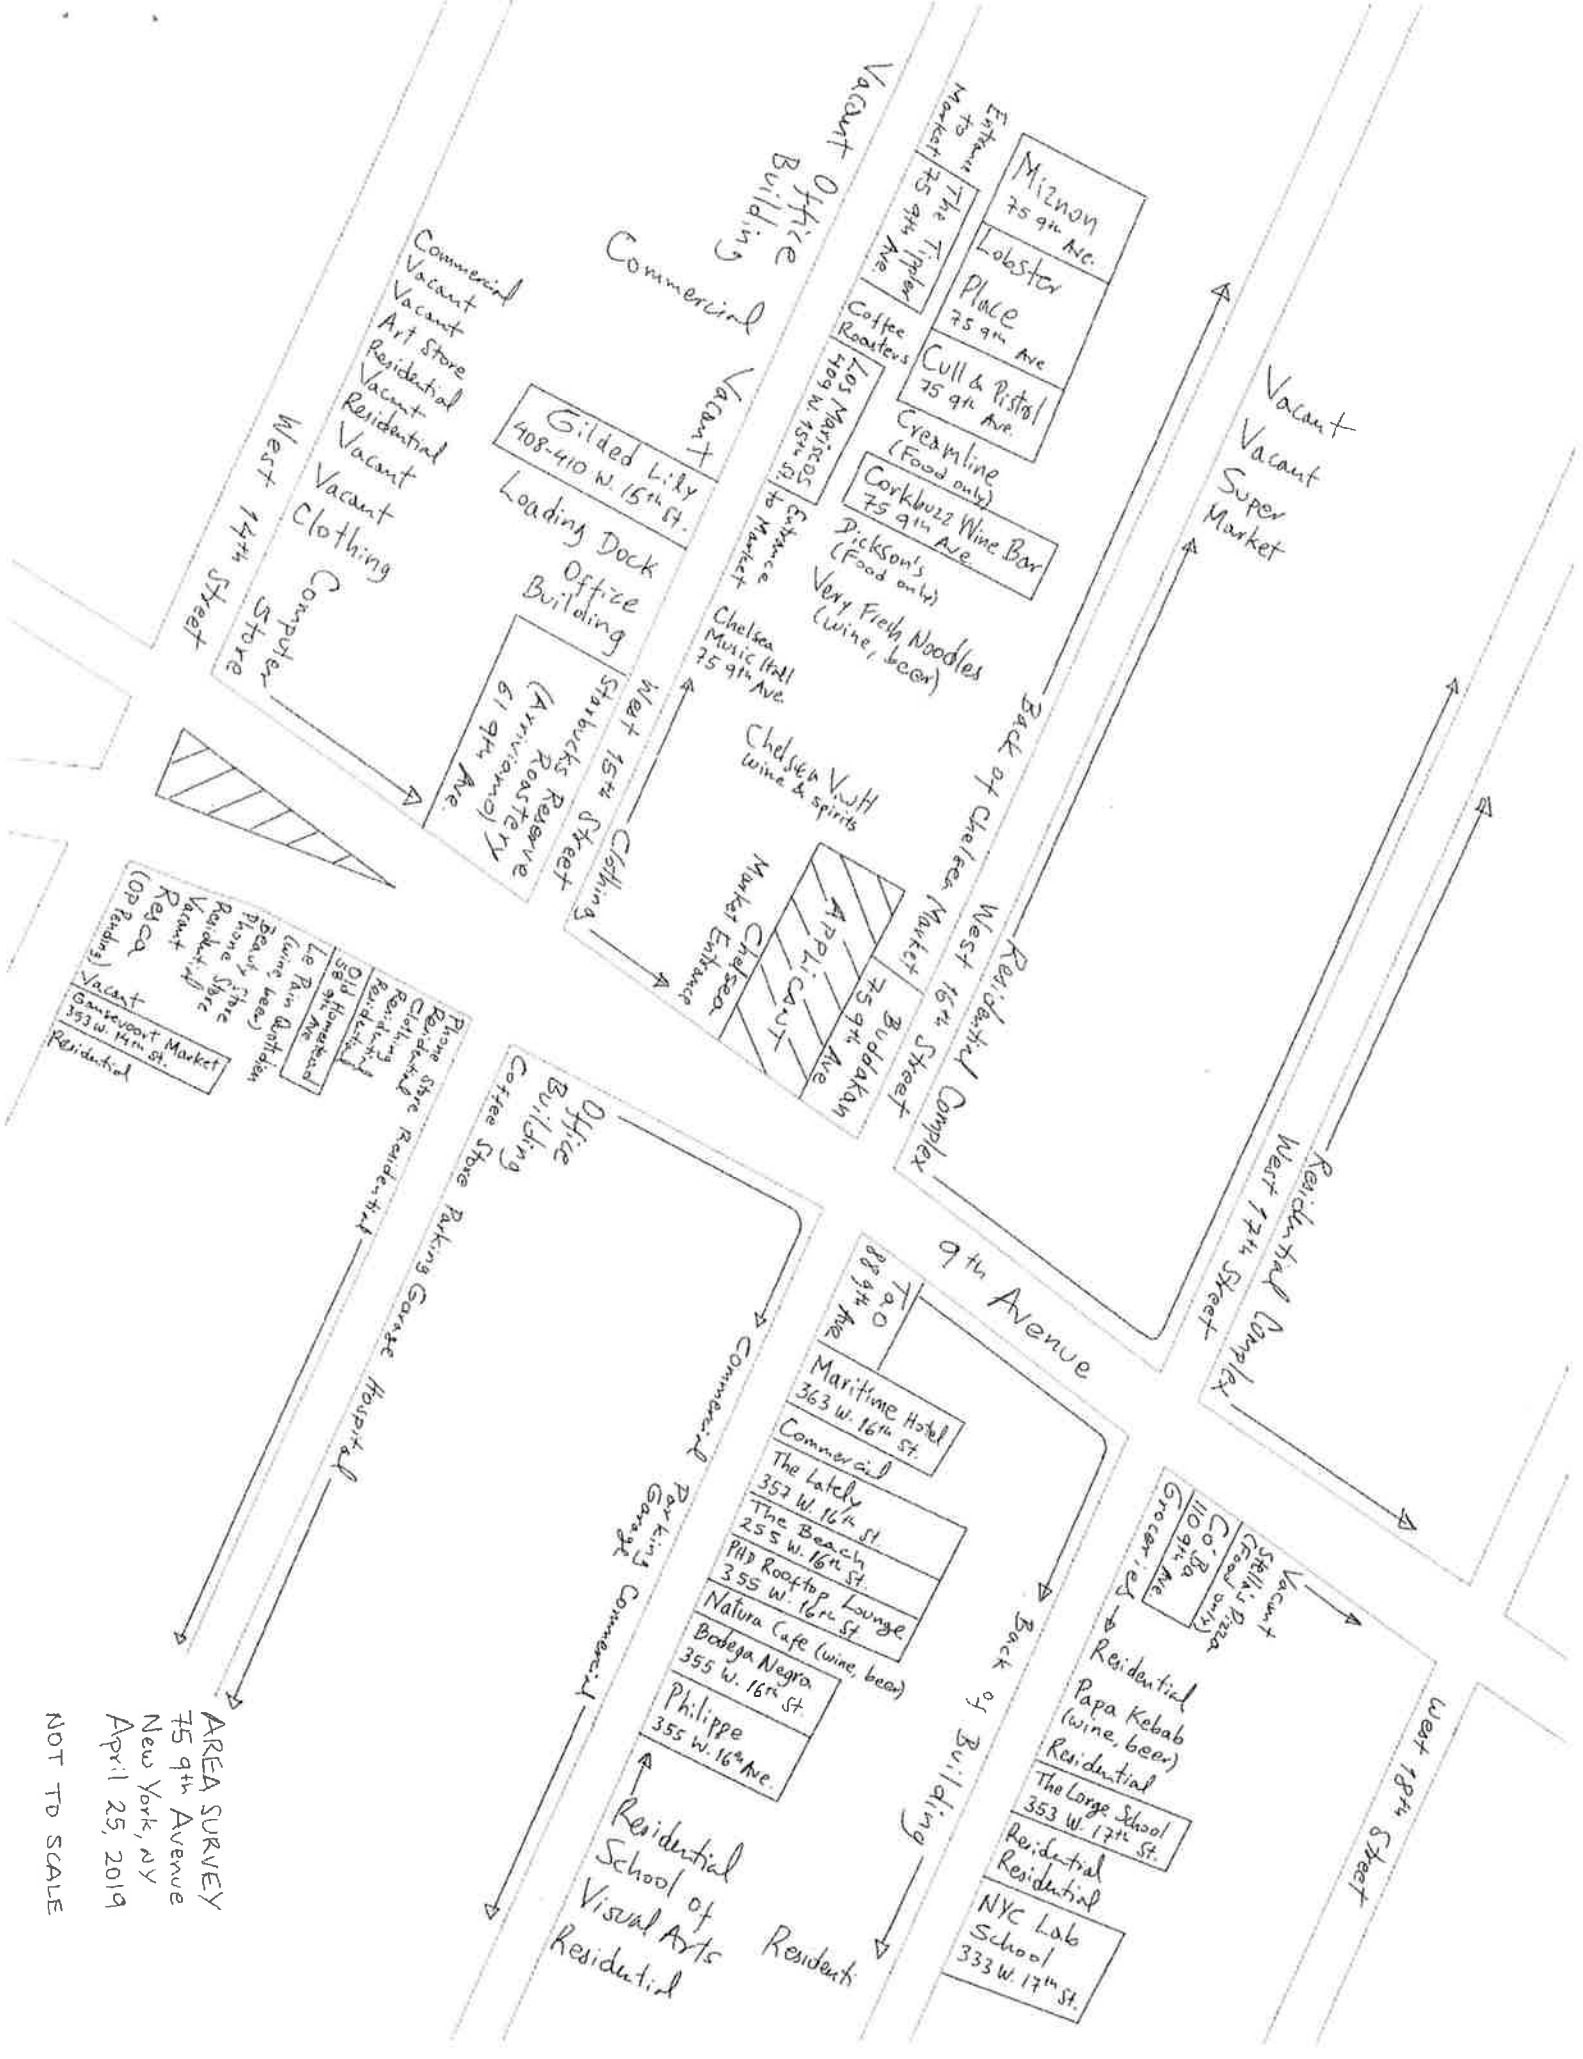 Vacant Office
Building
Commercial
Vacant
Entrance
to
Market
The Tippler
75 9th Ave.
Miznon
75 9th Ave.
Lobster
Place
75 9th Ave
Cull & Pistol
75 9th Ave.
Coffee
Roasters
Los Mariscos
409 W. 15th St.
Entrance
to Market
Creamline
(Food only)
Corkbuzz Wine Bar
75 9th Ave
Dickson's
(Food only)
Very Fresh Noodles
(wine, beer)
Chelsea
Music Hall
75 9th Ave.
Chelsea
wine & spirits
Clothing
Chelsea
Market Entrance
APPLICANT
Buddakan
75 9th Ave
Back of Chelsea Market
West 16th Street
Residential Complex
Vacant
Vacant
Super
Market
West 17th Street
Residential Complex
Commercial
Vacant
Vacant
Art Store
Residential
Vacant
Residential
Vacant
Vacant
Clothing
Computer
Store
West 14th Street
Gilded Lily
408-410 W. 15th St.
Loading Dock
Office
Building
Starbucks Reserve
Roastery
(Arriviamo)
61 9th Ave.
West 15th Street
Phone Store
Residential
Residential
Clothing
Residential
Residential
Old Homestead
58 9th Ave
Le Pain Quotidien
(wine, beer)
Beauty Store
Phone Store
Residential
Vacant
Resca
(OP Pending)
Vacant
Gansevoort Market
353 W. 14th St.
Residential
Office
Building
Coffee Store
Parking Garage
Hospital
Commercial
Commercial
Parking
Garage
Commercial
9th Avenue
Tao
88 9th Ave
Maritime Hotel
363 W. 16th St.
Commercial
The Lately
357 W. 16th St.
The Beach
255 W. 16th St.
PHD Rooftop Lounge
355 W. 16th St
Natura Cafe (wine, beer)
Bodega Negra
355 W. 16th St.
Philippe
355 W. 16th Ave.
Residential
School of
Visual Arts
Residential
Back of Building
Residenti
Vacant
Stella's Pizza
(Food only)
Co Ba
110 9th Ave.
Groceries
Residential
Papa Kebab
(wine, beer)
Residential
The Lorge School
353 W. 17th St.
Residential
Residential
NYC Lab
School
333 W. 17th St.
West 18th Street
AREA SURVEY
75 9th Avenue
New York, NY
April 25, 2019
NOT TO SCALE